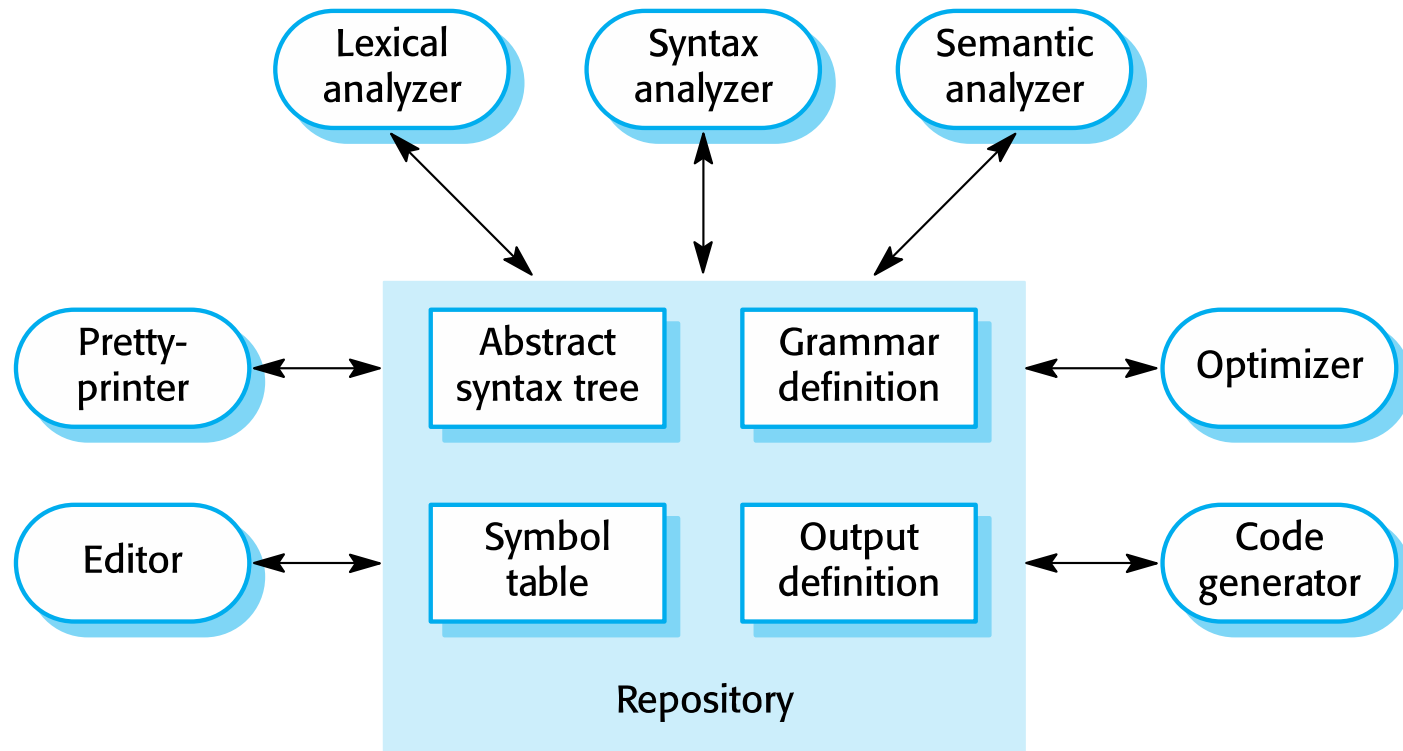 Lexical
analyzer
Syntax
analyzer
Semantic
analyzer
Pretty-
printer
Abstract
syntax tree
Grammar
definition
Optimizer
Editor
Symbol
table
Output
definition
Code
generator
Repository